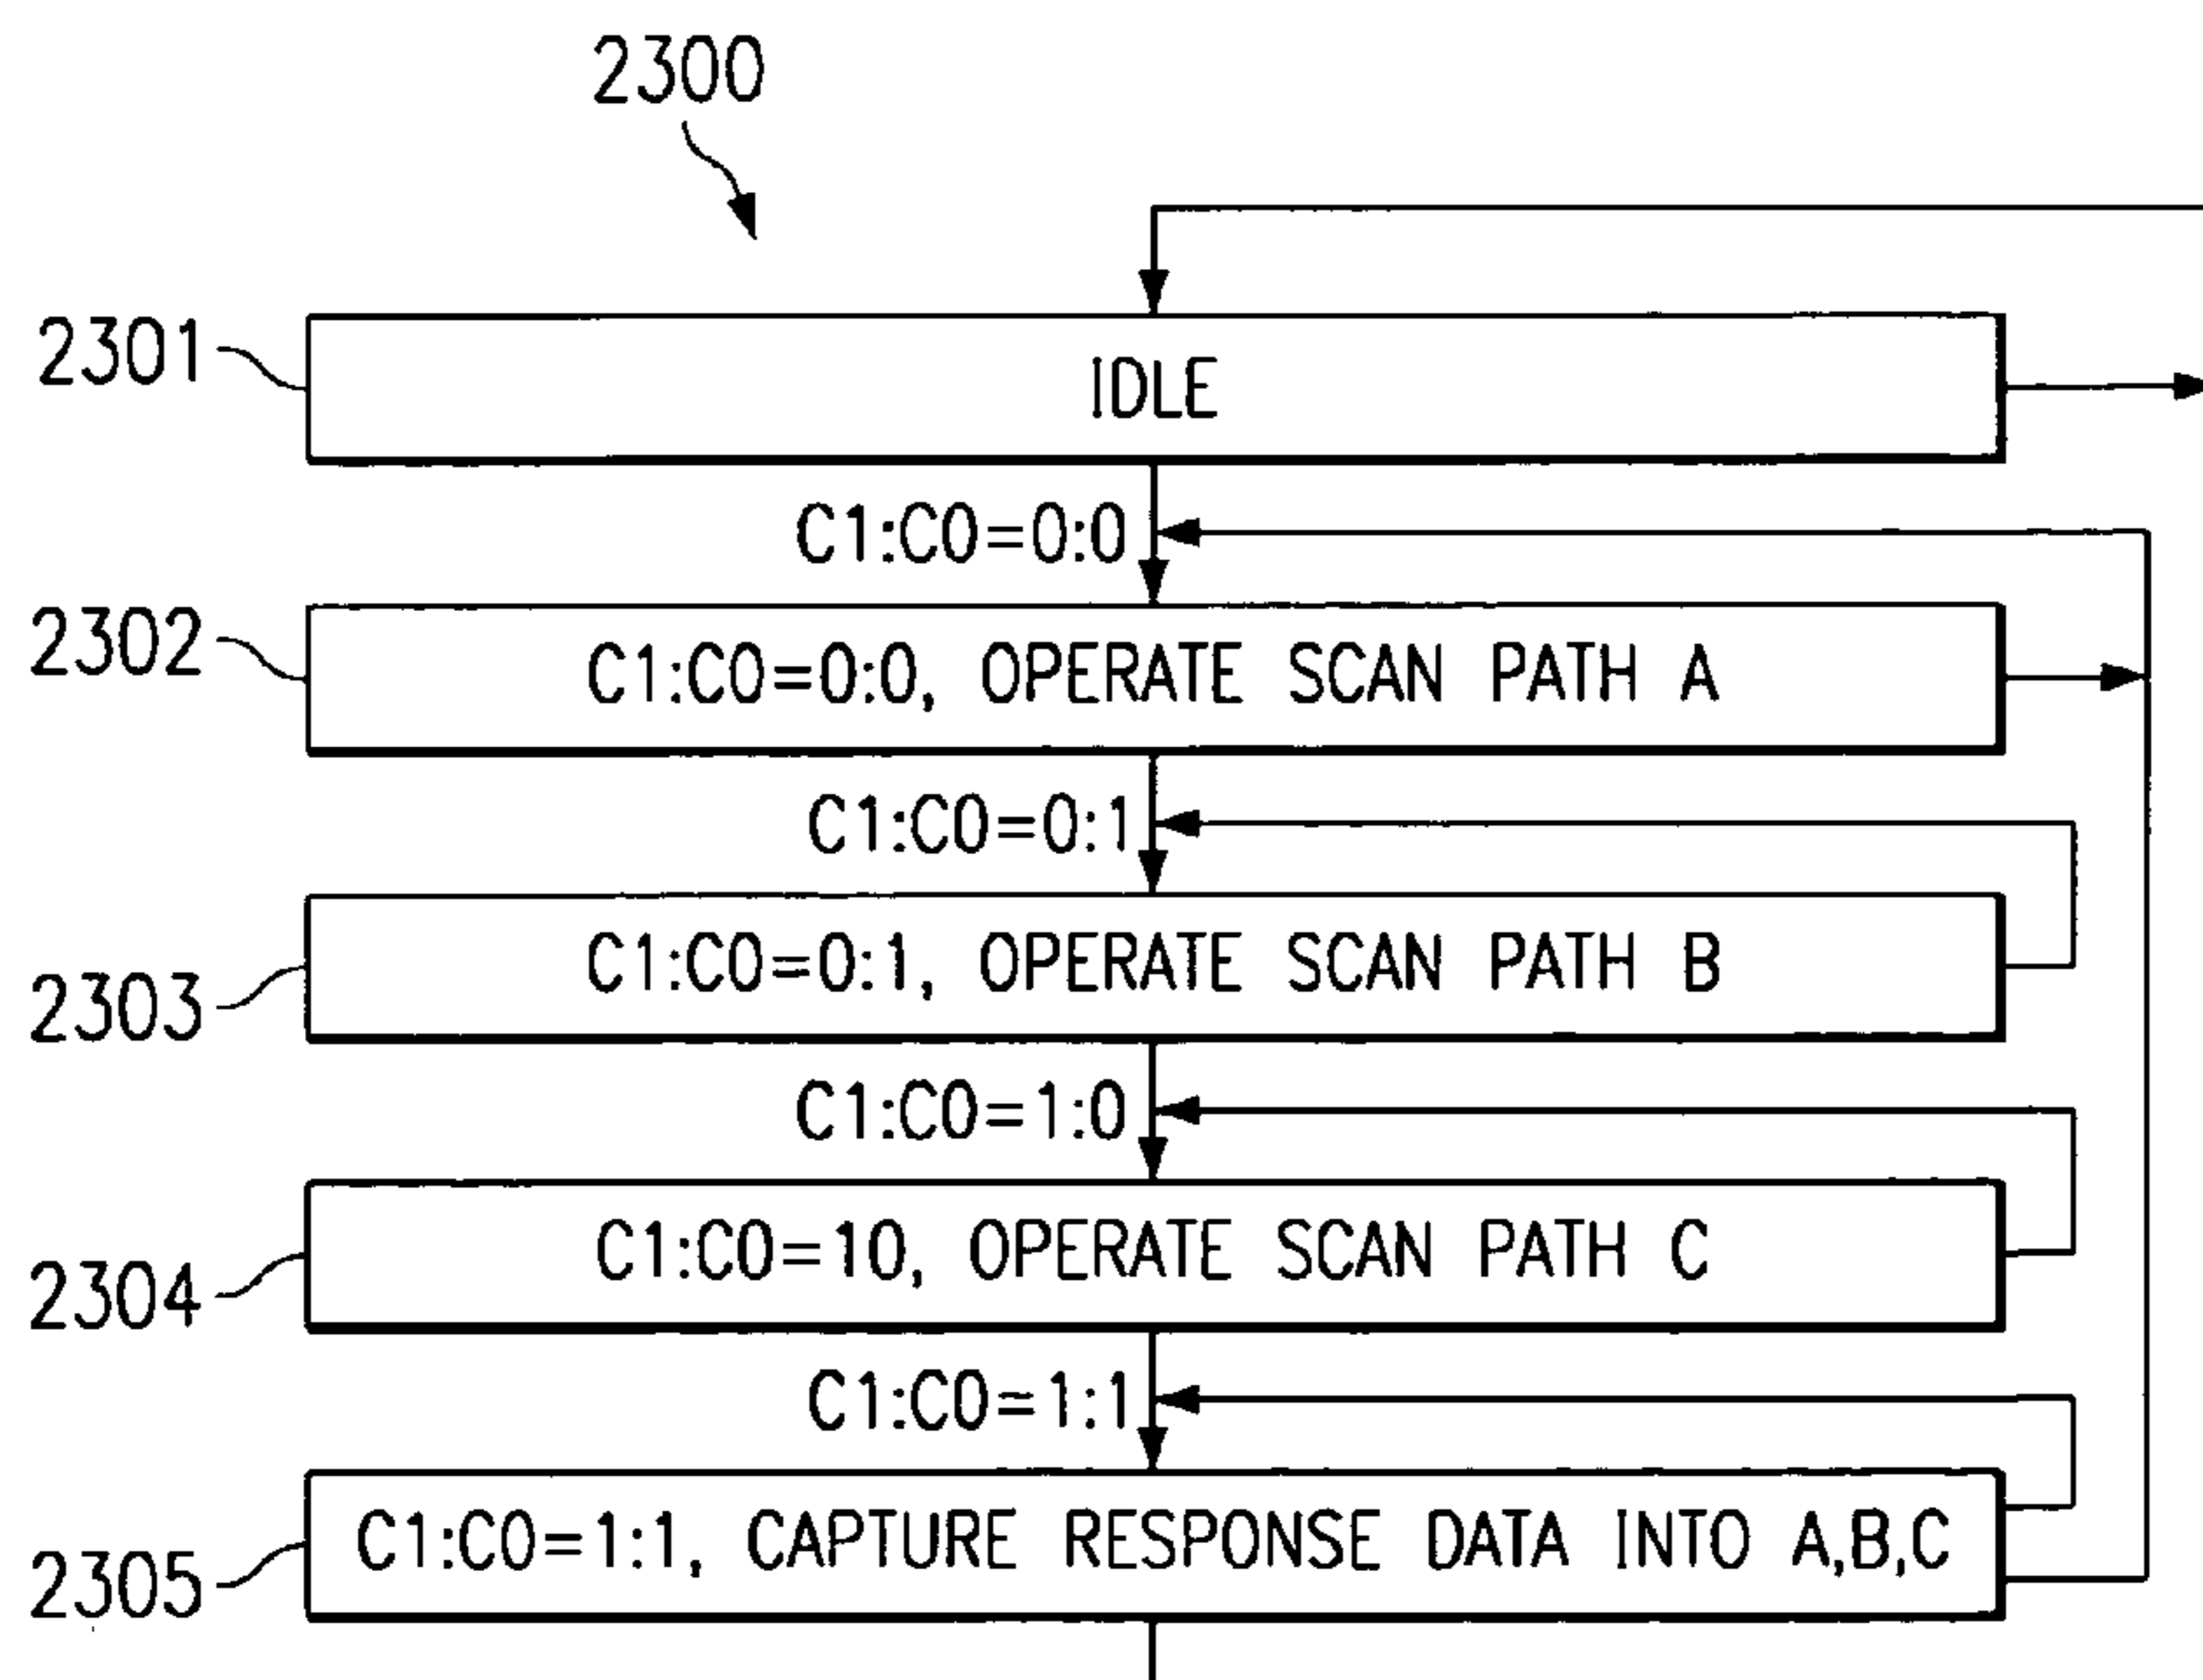 2300
2301
IDLE
C1:C0=0:0
2302
C1:C0=0:0, OPERATE SCAN PATH A
C1:C0=0:1
2303
C1:C0=0:1, OPERATE SCAN PATH B
C1:C0=1:0
2304
C1:C0=10, OPERATE SCAN PATH C
C1:C0=1:1
2305
C1:C0=1:1, CAPTURE RESPONSE DATA INTO A,B,C